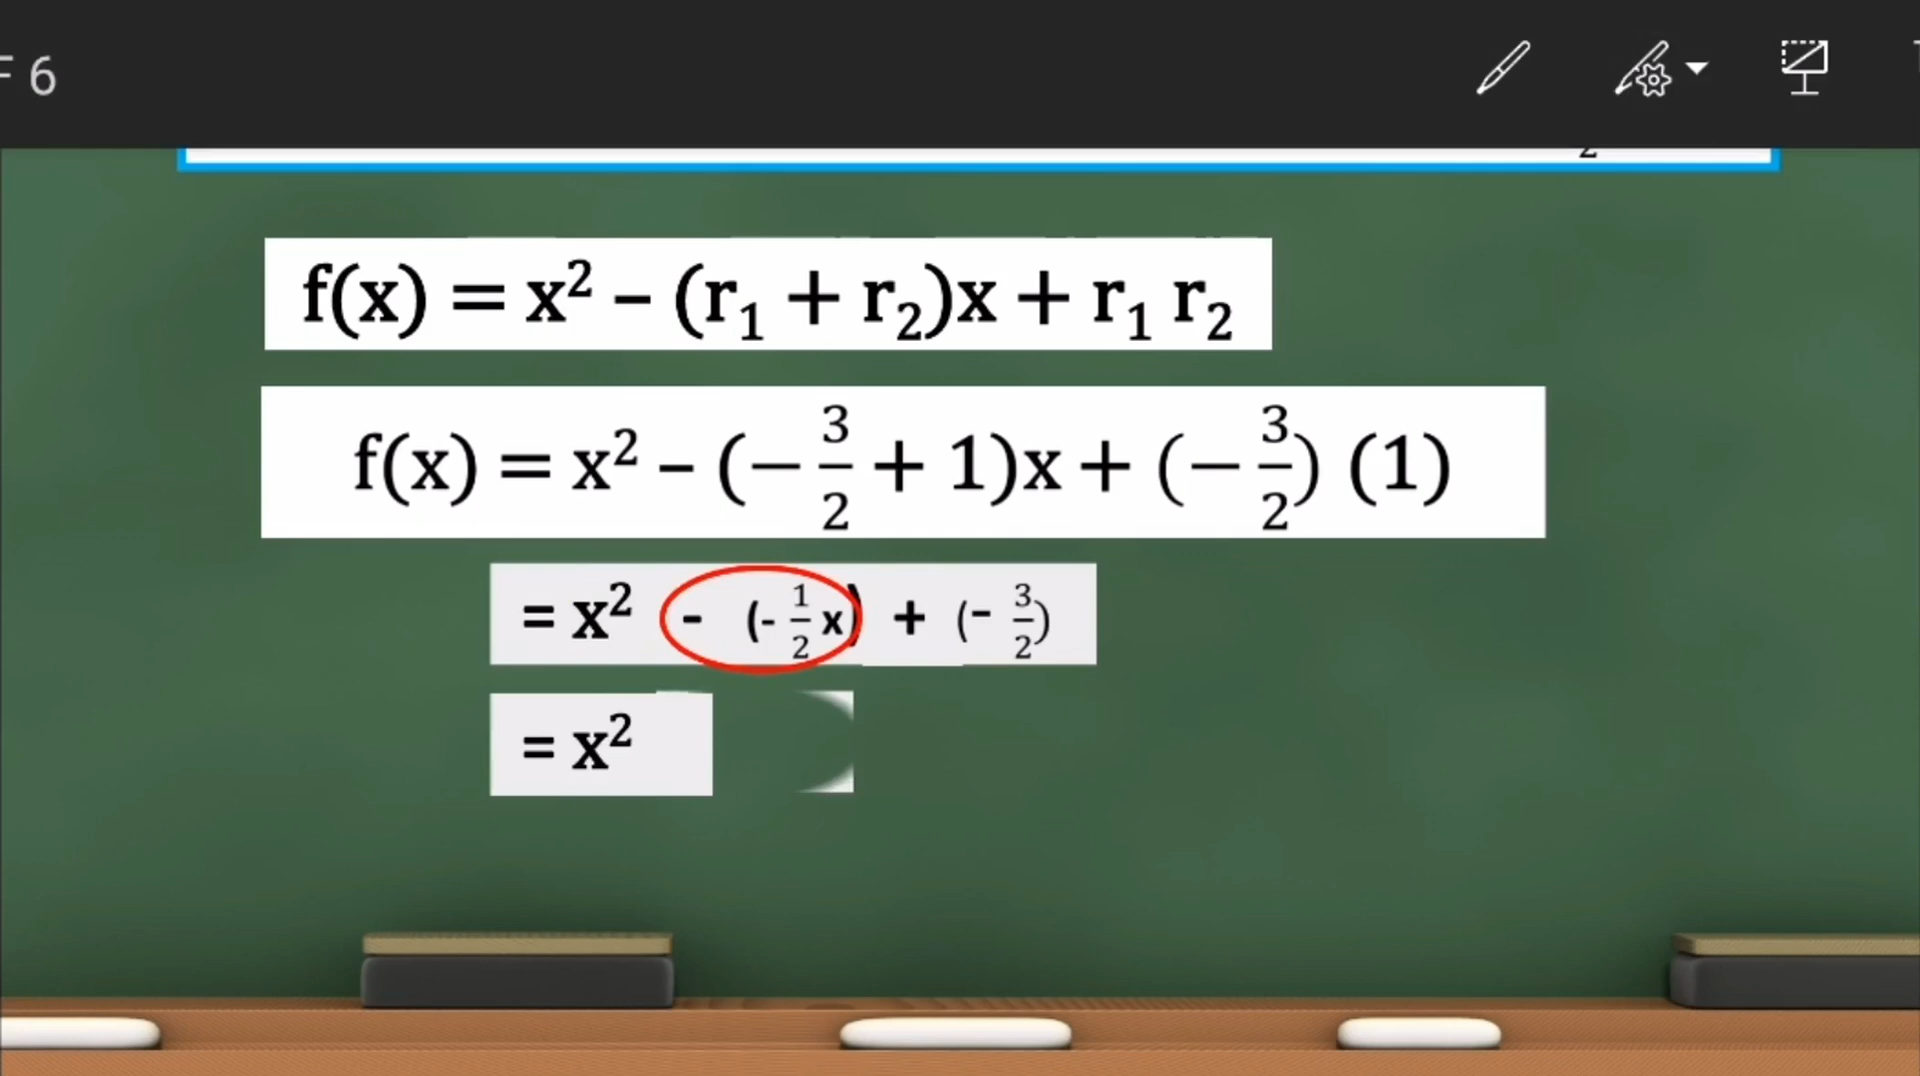 F 6
2
f(x) = x² – (r₁ + r₂)x + r₁ r₂
f(x) = x² – (−3/2 + 1)x + (−3/2) (1)
= x² - (- 1/2 x) + (- 3/2)
= x²